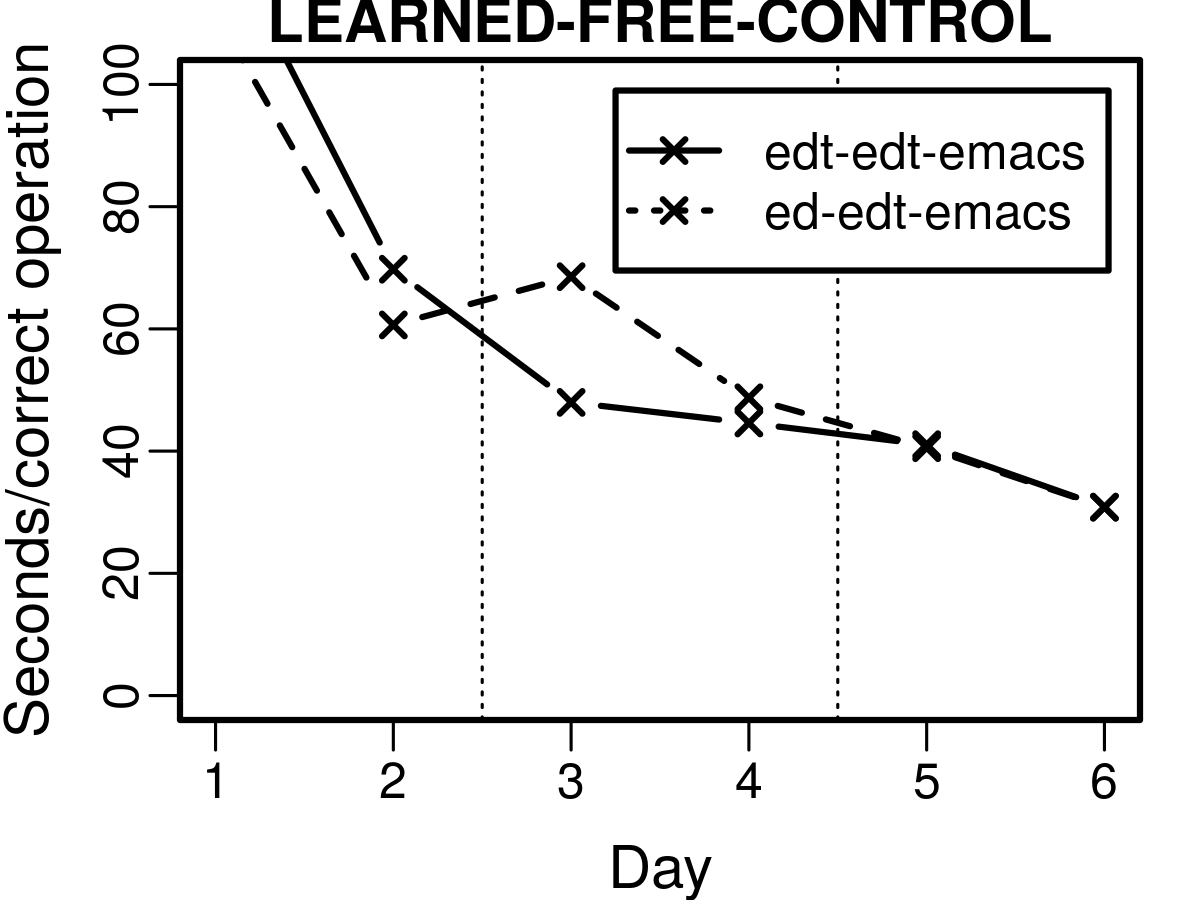 LEARNED-FREE-CONTROL
Seconds/correct operation
100
80
60
40
20
0
edt-edt-emacs
ed-edt-emacs
1 2 3 4 5 6
Day